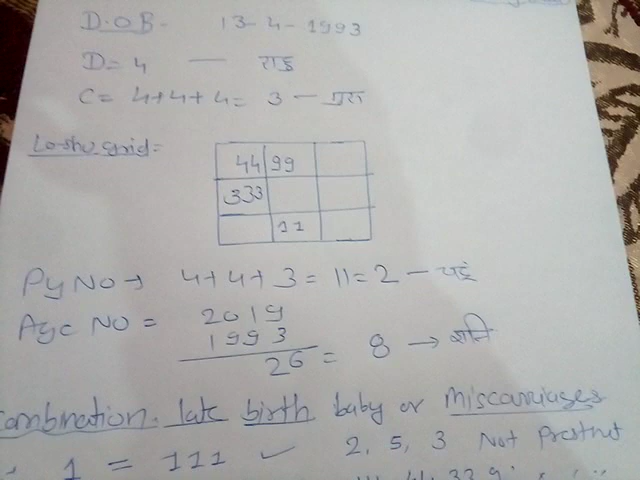 D.O.B- 13-4-1993
D= 4 — राहु
C= 4+4+4= 3 — गुरु
Lo-shu-grid=
44 99
333
11
PY NO → 4+4+3= 11=2 —
Age NO = 2019
1993
26 = 8 → शनि
combination. late birth baby or Miscarriages
1 = 111 ✓ 2, 5, 3 Not Present